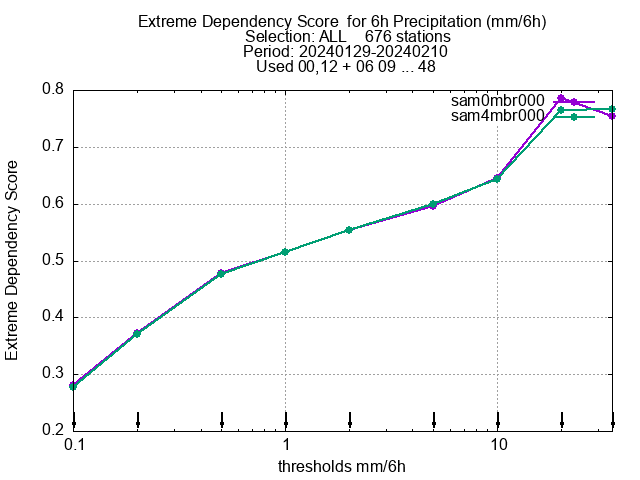 Extreme Dependency Score  for 6h Precipitation (mm/6h)
Selection: ALL    676 stations
Period: 20240129-20240210
Used 00,12 + 06 09 ... 48
sam0mbr000
sam4mbr000
Extreme Dependency Score
0.8
0.7
0.6
0.5
0.4
0.3
0.2
0.1 1 10
thresholds mm/6h